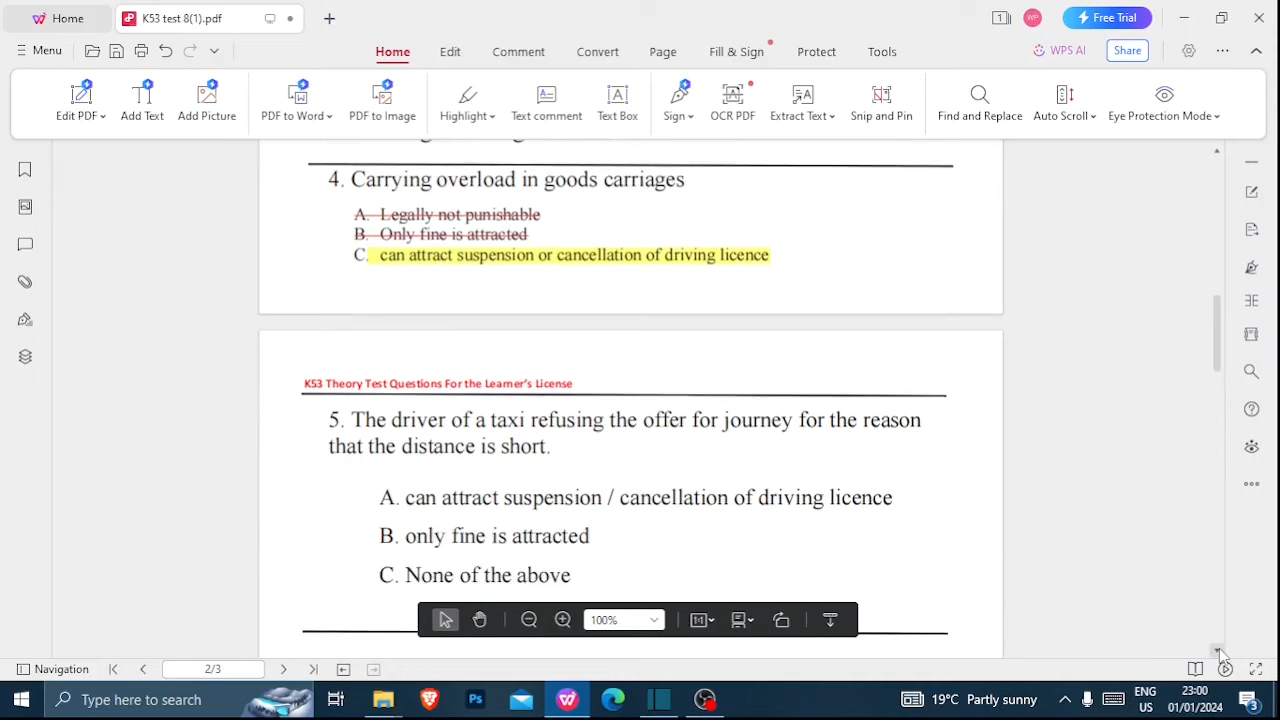 Home
K53 test 8(1).pdf
WP
Free Trial
Menu
Home
Edit
Comment
Convert
Page
Fill & Sign
Protect
Tools
WPS AI
Share
Edit PDF
Add Text
Add Picture
PDF to Word
PDF to Image
Highlight
Text comment
Text Box
Sign
OCR PDF
Extract Text
Snip and Pin
Find and Replace
Auto Scroll
Eye Protection Mode
4. Carrying overload in goods carriages
A. Legally not punishable
B. Only fine is attracted
C. can attract suspension or cancellation of driving licence
K53 Theory Test Questions For the Learner's License
5. The driver of a taxi refusing the offer for journey for the reason
that the distance is short.
A. can attract suspension / cancellation of driving licence
B. only fine is attracted
C. None of the above
100%
Navigation
2/3
Type here to search
Ps
19°C Partly sunny
ENG
US
23:00
01/01/2024
3